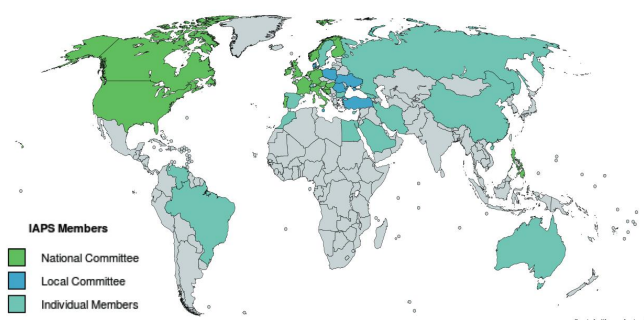 IAPS Members
National Committee
Local Committee
Individual Members